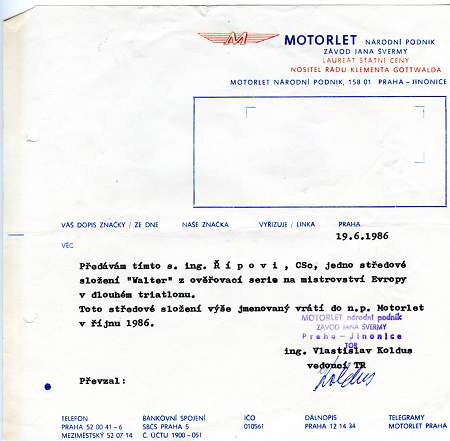 M MOTORLET NÁRODNÍ PODNIK
ZÁVOD JANA ŠVERMY
LAUREÁT STÁTNÍ CENY
NOSITEL ŘÁDU KLEMENTA GOTTWALDA
MOTORLET NÁRODNÍ PODNIK, 158 01 PRAHA-JINONICE
VÁŠ DOPIS ZNAČKY / ZE DNE NAŠE ZNAČKA VYŘIZUJE / LINKA PRAHA
19.6.1986
VĚC
Předávám tímto s. ing. Řípovi, CSc, jedno středové
složení "Walter" z ověřovací serie na mistrovství Evropy
v dlouhém triatlonu.
Toto středové složení výše jmenovaný vrátí do n.p. Motorlet
v říjnu 1986.
MOTORLET národní podnik
ZÁVOD JANA ŠVERMY
Praha-Jinonice
TOR
ing. Vlastislav Koldus
vedoucí TR
Koldus
Převzal:
TELEFON BANKOVNÍ SPOJENÍ IČO DÁLNOPIS TELEGRAMY
PRAHA 52 00 41-6 SBCS PRAHA 5 010561 PRAHA 12 14 34 MOTORLET PRAHA
MEZIMĚSTSKY 52 07 14 Č. ÚČTU 1900-051